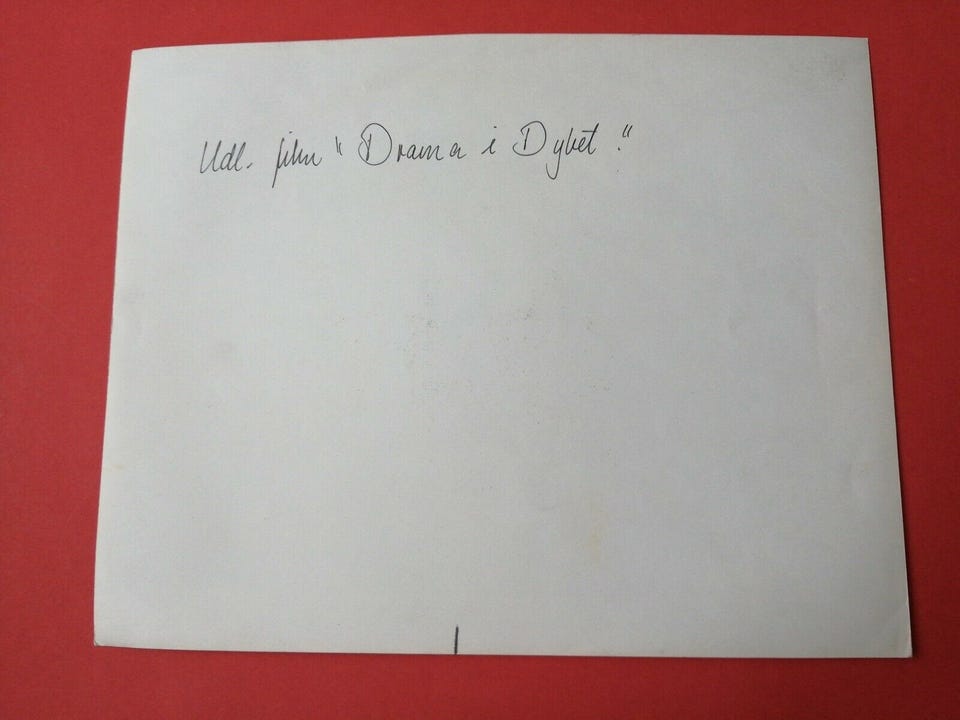 Udl. film "Drama i Dybet."